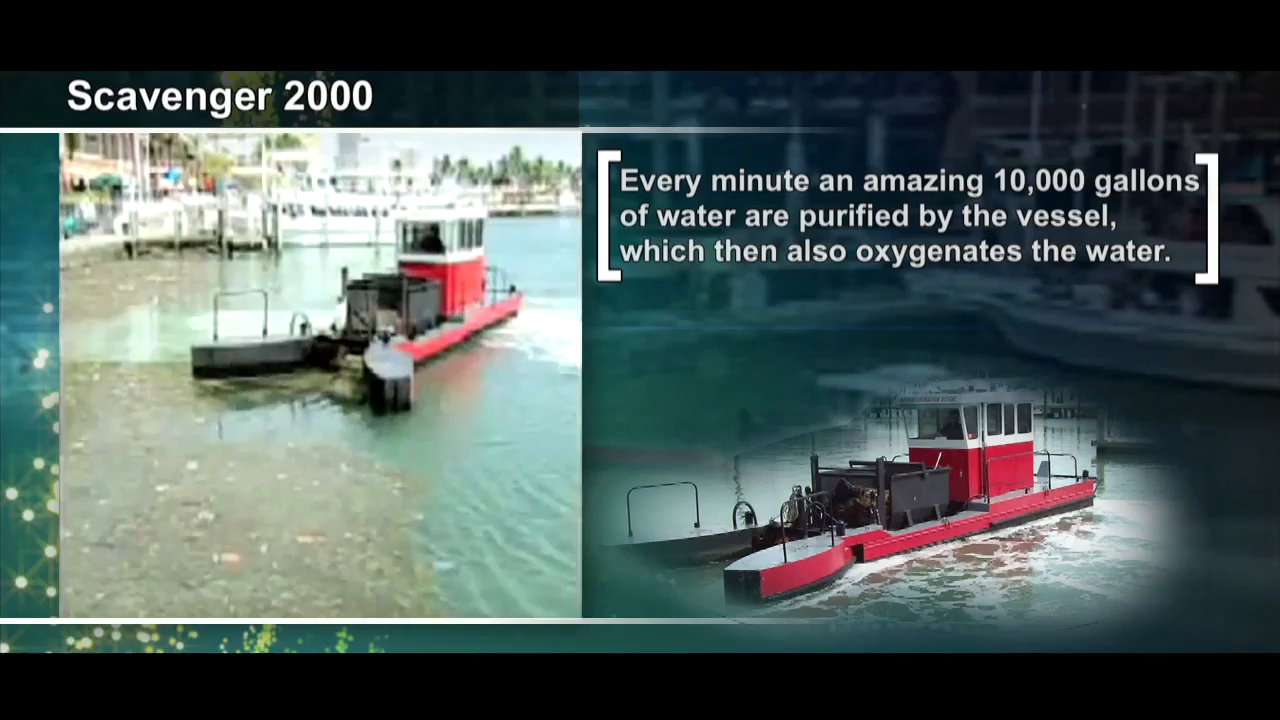 Scavenger 2000
Every minute an amazing 10,000 gallons
of water are purified by the vessel,
which then also oxygenates the water.